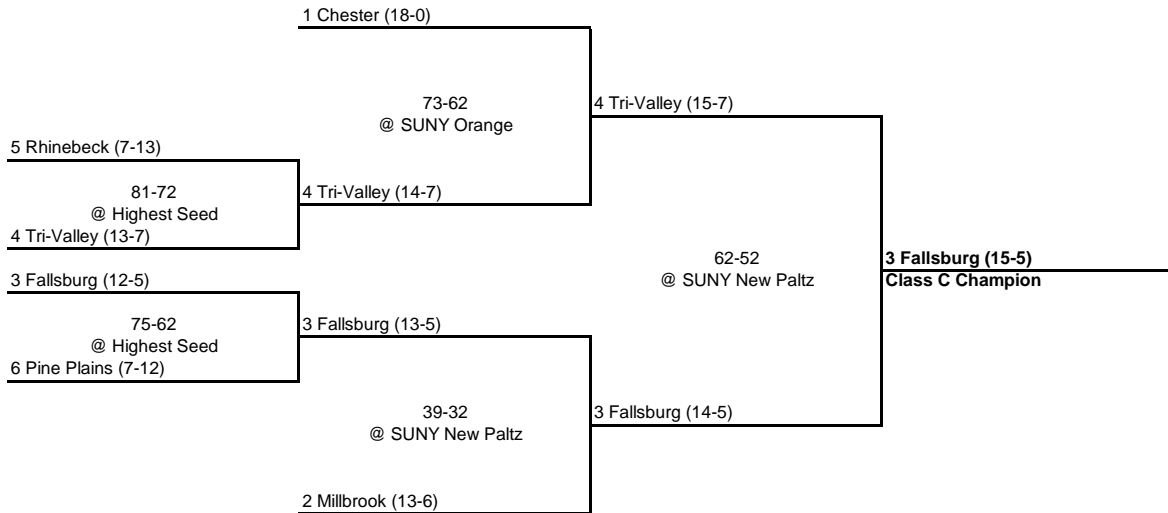 1 Chester (18-0)
73-62
@ SUNY Orange
4 Tri-Valley (15-7)
5 Rhinebeck (7-13)
81-72
@ Highest Seed
4 Tri-Valley (14-7)
4 Tri-Valley (13-7)
62-52
@ SUNY New Paltz
3 Fallsburg (15-5)
Class C Champion
3 Fallsburg (12-5)
75-62
@ Highest Seed
3 Fallsburg (13-5)
6 Pine Plains (7-12)
39-32
@ SUNY New Paltz
3 Fallsburg (14-5)
2 Millbrook (13-6)